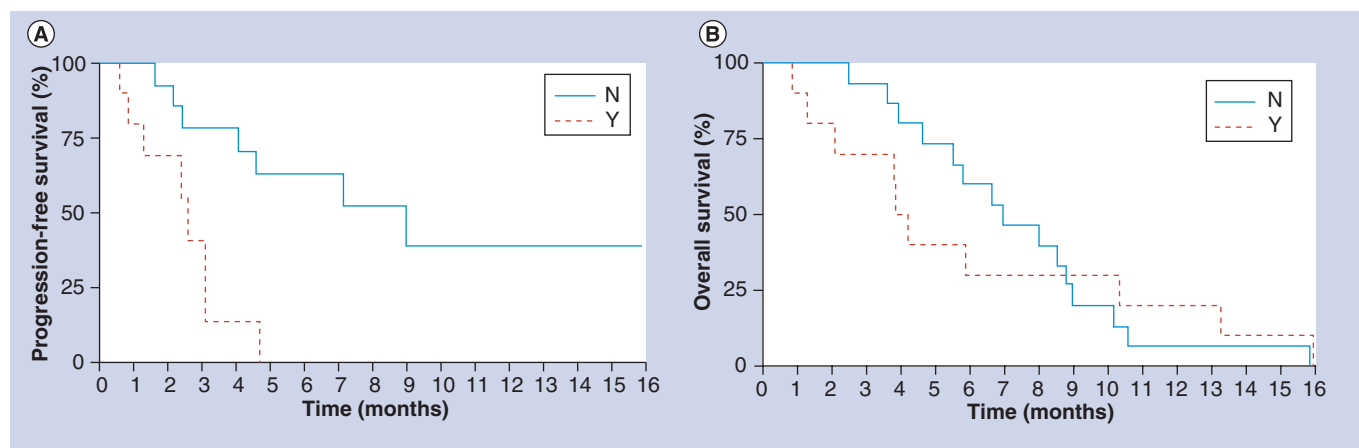 A
Progression-free survival (%)
100
75
50
25
0
N
Y
0 1 2 3 4 5 6 7 8 9 10 11 12 13 14 15 16
Time (months)
B
Overall survival (%)
100
75
50
25
0
N
Y
0 1 2 3 4 5 6 7 8 9 10 11 12 13 14 15 16
Time (months)